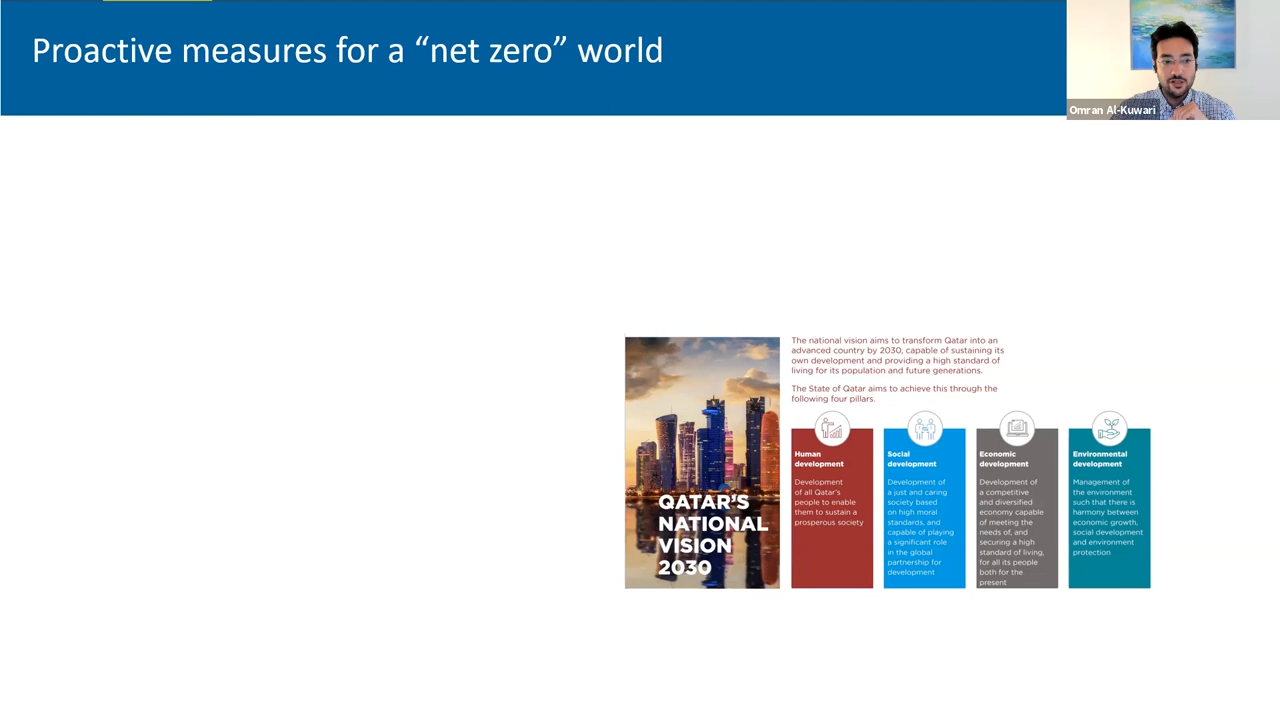 Proactive measures for a “net zero” world
Omran Al-Kuwari
The national vision aims to transform Qatar into an
advanced country by 2030, capable of sustaining its
own development and providing a high standard of
living for its population and future generations.
The State of Qatar aims to achieve this through the
following four pillars.
QATAR'S
NATIONAL
VISION
2030
Human
development
Development
of all Qatar's
people to enable
them to sustain a
prosperous society
Social
development
Development of
a just and caring
society based
on high moral
standards, and
capable of playing
a significant role
in the global
partnership for
development
Economic
development
Development of
a competitive
and diversified
economy capable
of meeting the
needs of, and
securing a high
standard of living,
for all its people
both for the
present
Environmental
development
Management of
the environment
such that there is
harmony between
economic growth,
social development
and environment
protection